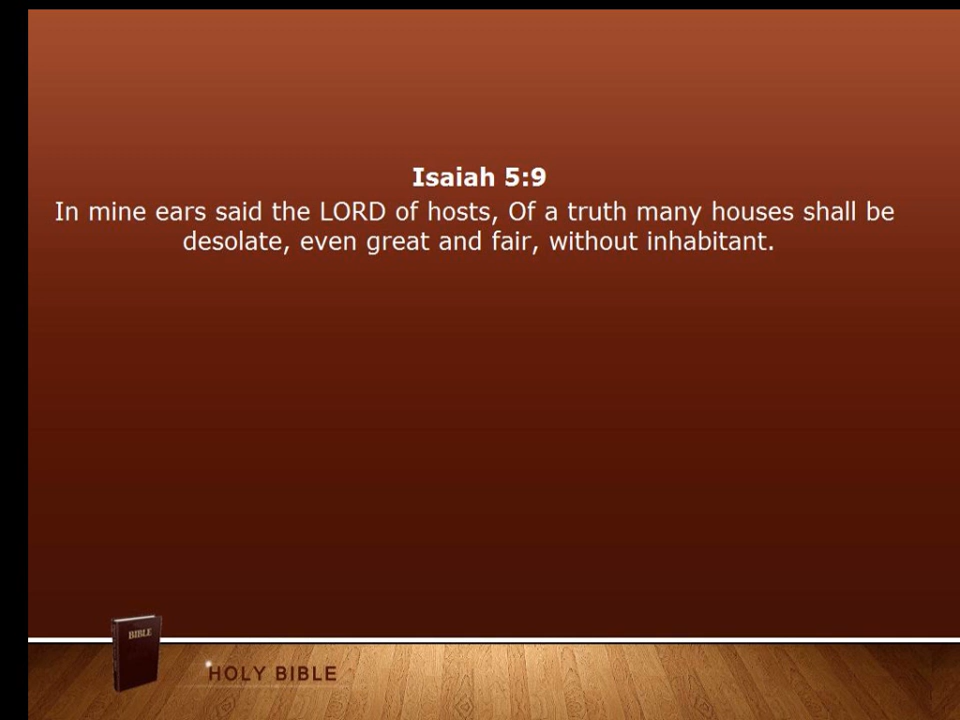 Isaiah 5:9
In mine ears said the LORD of hosts, Of a truth many houses shall be
desolate, even great and fair, without inhabitant.
BIBLE
HOLY BIBLE